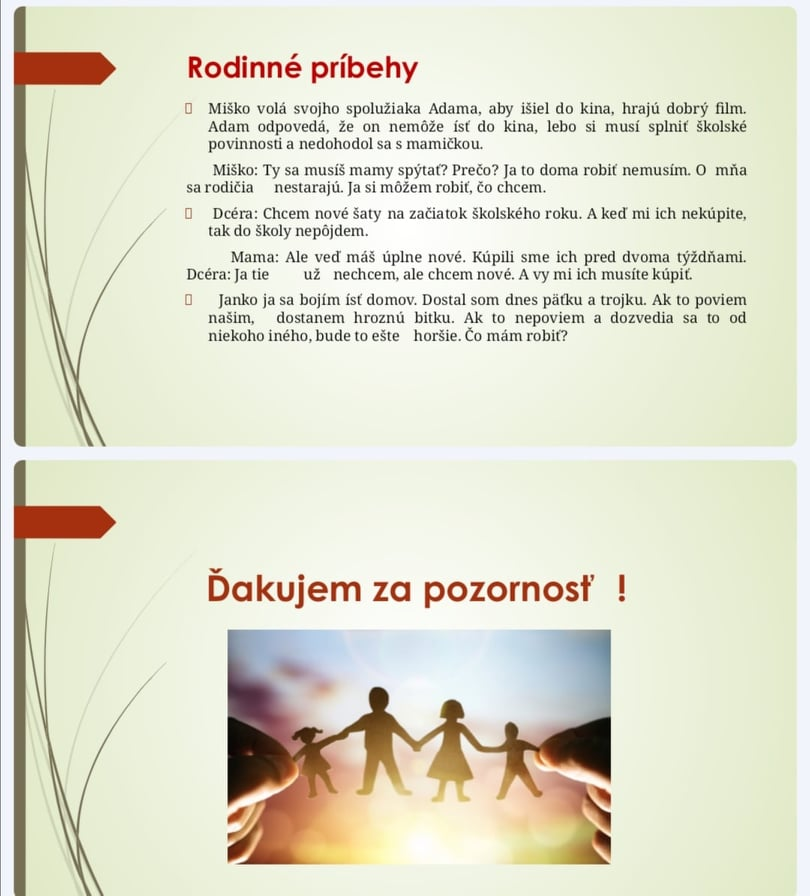 Rodinné príbehy
Miško volá svojho spolužiaka Adama, aby išiel do kina, hrajú dobrý film.
Adam odpovedá, že on nemôže ísť do kina, lebo si musí splniť školské
povinnosti a nedohodol sa s mamičkou.
Miško: Ty sa musíš mamy spýtať? Prečo? Ja to doma robiť nemusím. O mňa
sa rodičia nestarajú. Ja si môžem robiť, čo chcem.
Dcéra: Chcem nové šaty na začiatok školského roku. A keď mi ich nekúpite,
tak do školy nepôjdem.
Mama: Ale veď máš úplne nové. Kúpili sme ich pred dvoma týždňami.
Dcéra: Ja tie už nechcem, ale chcem nové. A vy mi ich musíte kúpiť.
Janko ja sa bojím ísť domov. Dostal som dnes päťku a trojku. Ak to poviem
našim, dostanem hroznú bitku. Ak to nepoviem a dozvedia sa to od
niekoho iného, bude to ešte horšie. Čo mám robiť?
Ďakujem za pozornosť !